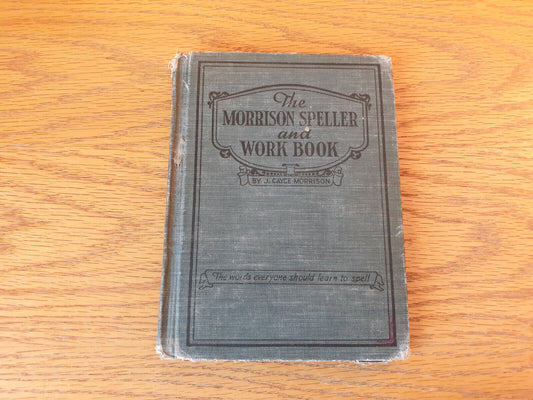 The
MORRISON SPELLER
and
WORK BOOK
BY J. CAYCE MORRISON
The words everyone should learn to spell